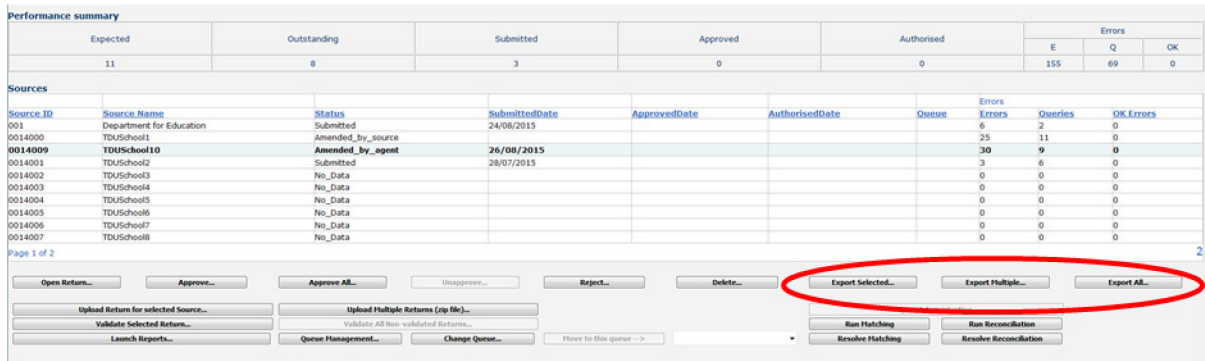 Performance summary
Expected Outstanding Submitted Approved Authorised Errors
E Q OK
11 8 3 0 0 155 69 0
Sources
Errors
Source ID Source Name Status SubmittedDate ApprovedDate AuthorisedDate Queue Errors Queries OK Errors
001 Department for Education Submitted 24/08/2015 6 2 0
0014000 TDUSchool1 Amended_by_source 25 11 0
0014009 TDUSchool10 Amended_by_agent 26/08/2015 30 9 0
0014001 TDUSchool2 Submitted 28/07/2015 3 6 0
0014002 TDUSchool3 No_Data 0 0 0
0014003 TDUSchool4 No_Data 0 0 0
0014004 TDUSchool5 No_Data 0 0 0
0014005 TDUSchool6 No_Data 0 0 0
0014006 TDUSchool7 No_Data 0 0 0
0014007 TDUSchool8 No_Data 0 0 0
Page 1 of 2 2
Open Return... Approve... Approve All... Unapprove... Reject... Delete... Export Selected... Export Multiple... Export All...
Upload Return for selected Source... Upload Multiple Returns (zip file)...
Validate Selected Return... Validate All Non-validated Returns... Run Matching Run Reconciliation
Launch Reports... Queue Management... Change Queue... Move to this queue --> Resolve Matching Resolve Reconciliation